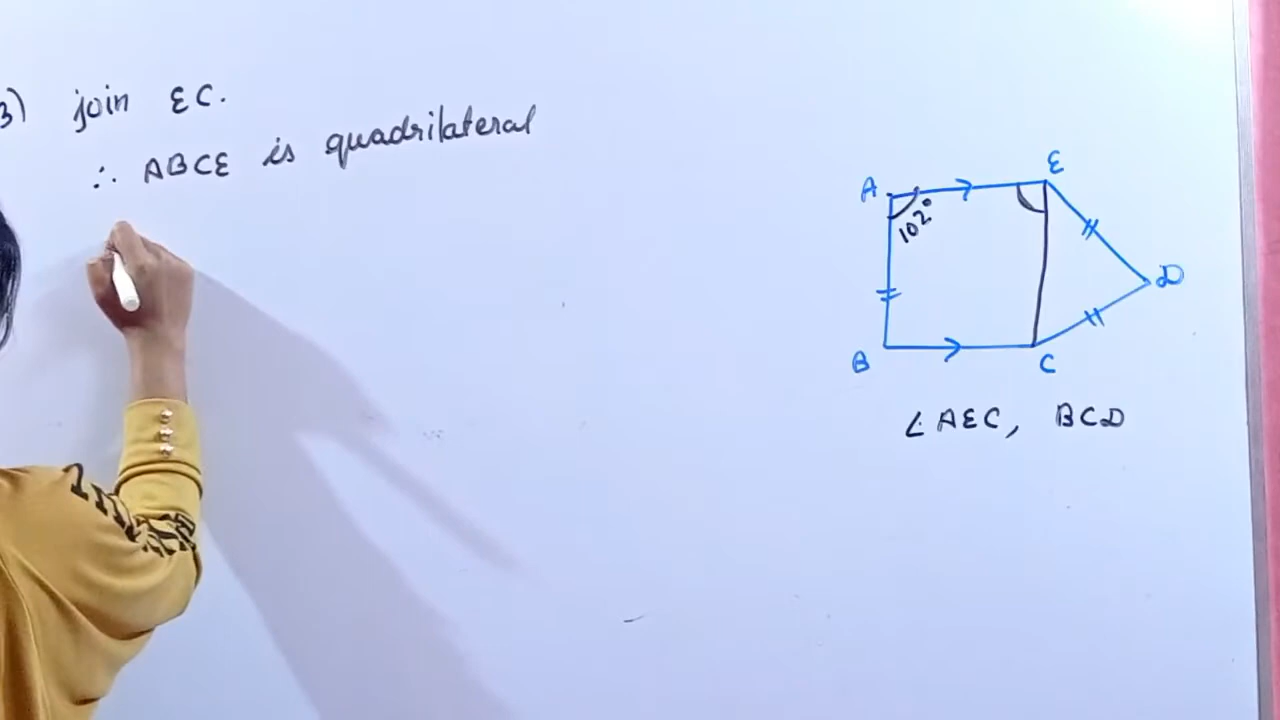 3) join EC.
∴ ABCE is quadrilateral
E
A
102°
D
B
C
∠AEC, BCD